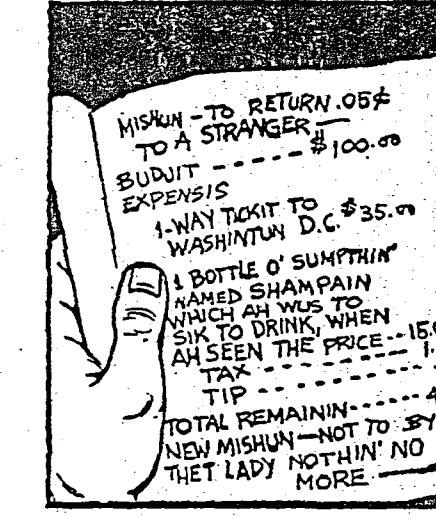 MISHUN - TO RETURN .05¢
TO A STRANGER —
BUDJIT - - - - - - $100.00
EXPENSIS
1-WAY TICKIT TO
WASHINTUN D.C. $35.00
1 BOTTLE O' SUMPTHIN'
NAMED SHAMPAIN
WHICH AH WUS TO
SIK TO DRINK, WHEN
AH SEEN THE PRICE -- 15.
TAX - - - - - - - - 1.
TIP - - - - - - - -
TOTAL REMAININ - - - - - - 4
NEW MISHUN — NOT TO BY
THET LADY NOTHIN' NO
MORE. —